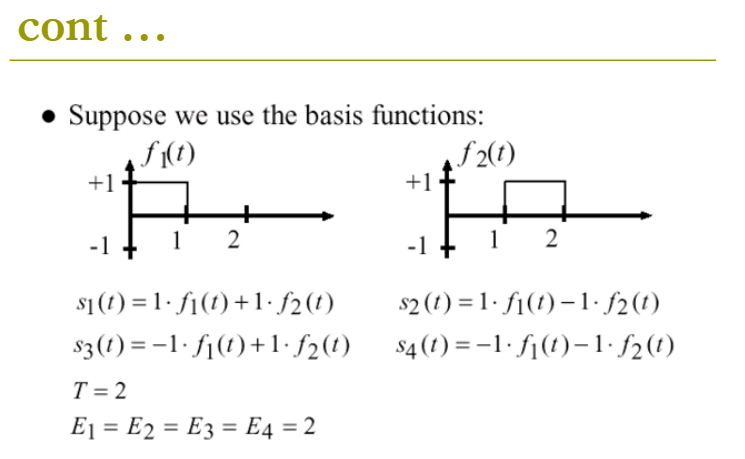 cont …
● Suppose we use the basis functions:
f1(t)
+1
-1
1
2
f2(t)
+1
-1
1
2
s1(t) = 1· f1(t) + 1· f2(t)
s2(t) = 1· f1(t) − 1· f2(t)
s3(t) = −1· f1(t) + 1· f2(t)
s4(t) = −1· f1(t) − 1· f2(t)
T = 2
E1 = E2 = E3 = E4 = 2